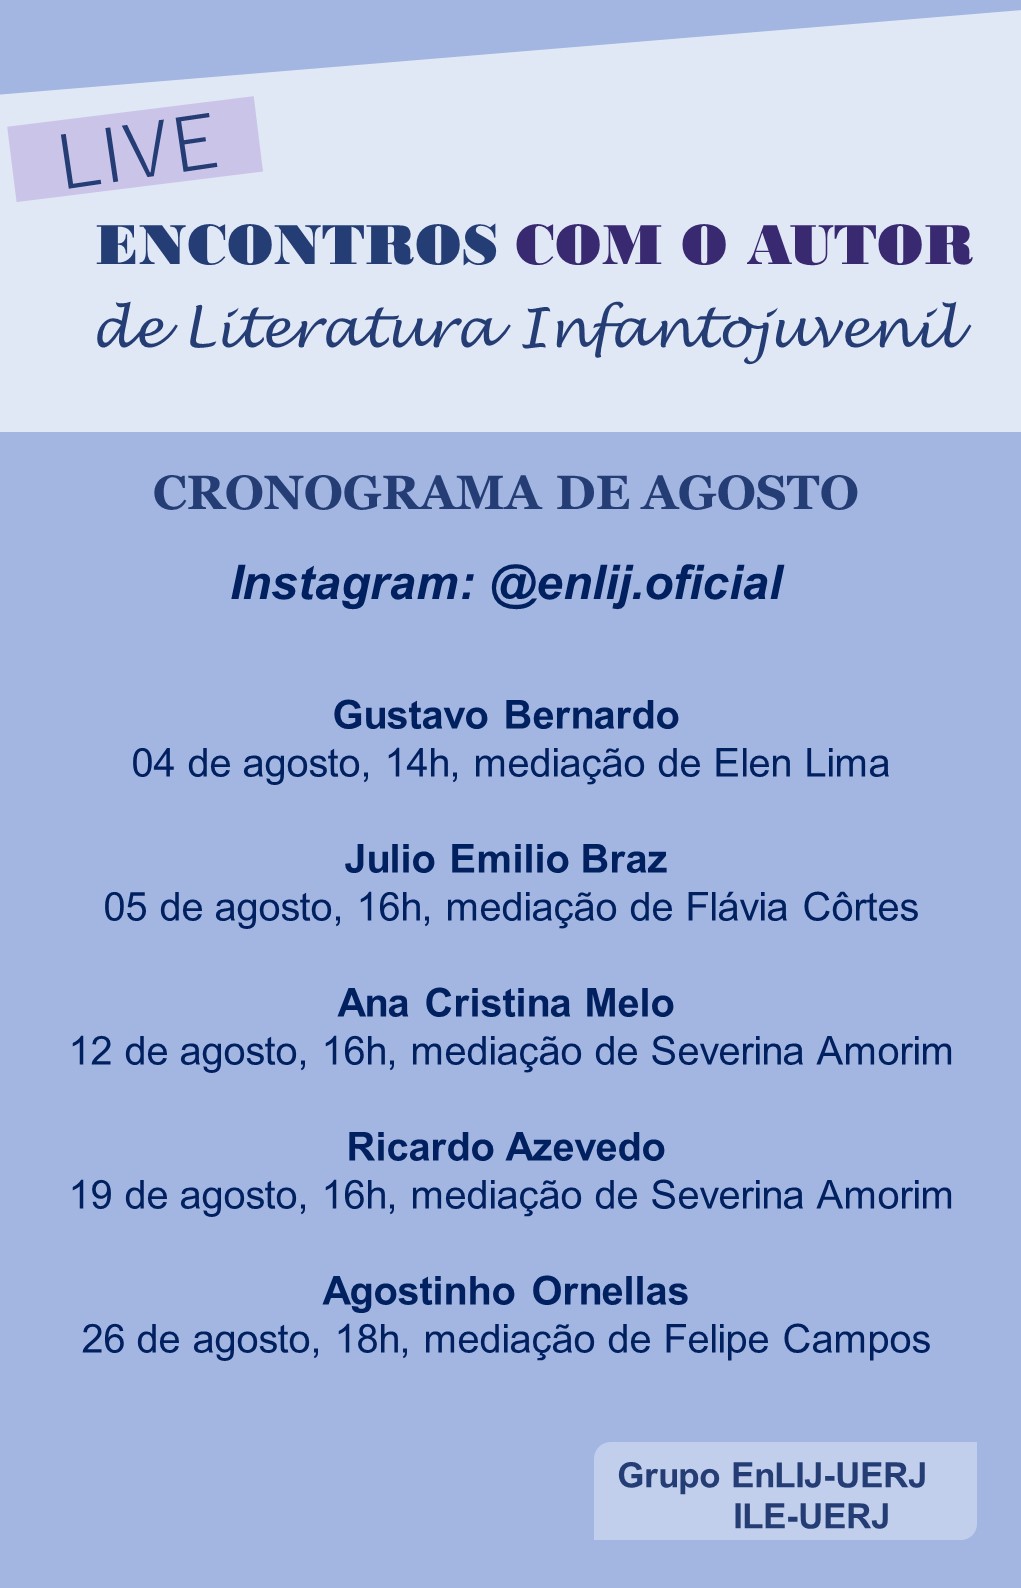 LIVE
ENCONTROS COM O AUTOR
de Literatura Infantojuvenil
CRONOGRAMA DE AGOSTO
Instagram: @enlij.oficial
Gustavo Bernardo
04 de agosto, 14h, mediação de Elen Lima
Julio Emilio Braz
05 de agosto, 16h, mediação de Flávia Côrtes
Ana Cristina Melo
12 de agosto, 16h, mediação de Severina Amorim
Ricardo Azevedo
19 de agosto, 16h, mediação de Severina Amorim
Agostinho Ornellas
26 de agosto, 18h, mediação de Felipe Campos
Grupo EnLIJ-UERJ
ILE-UERJ